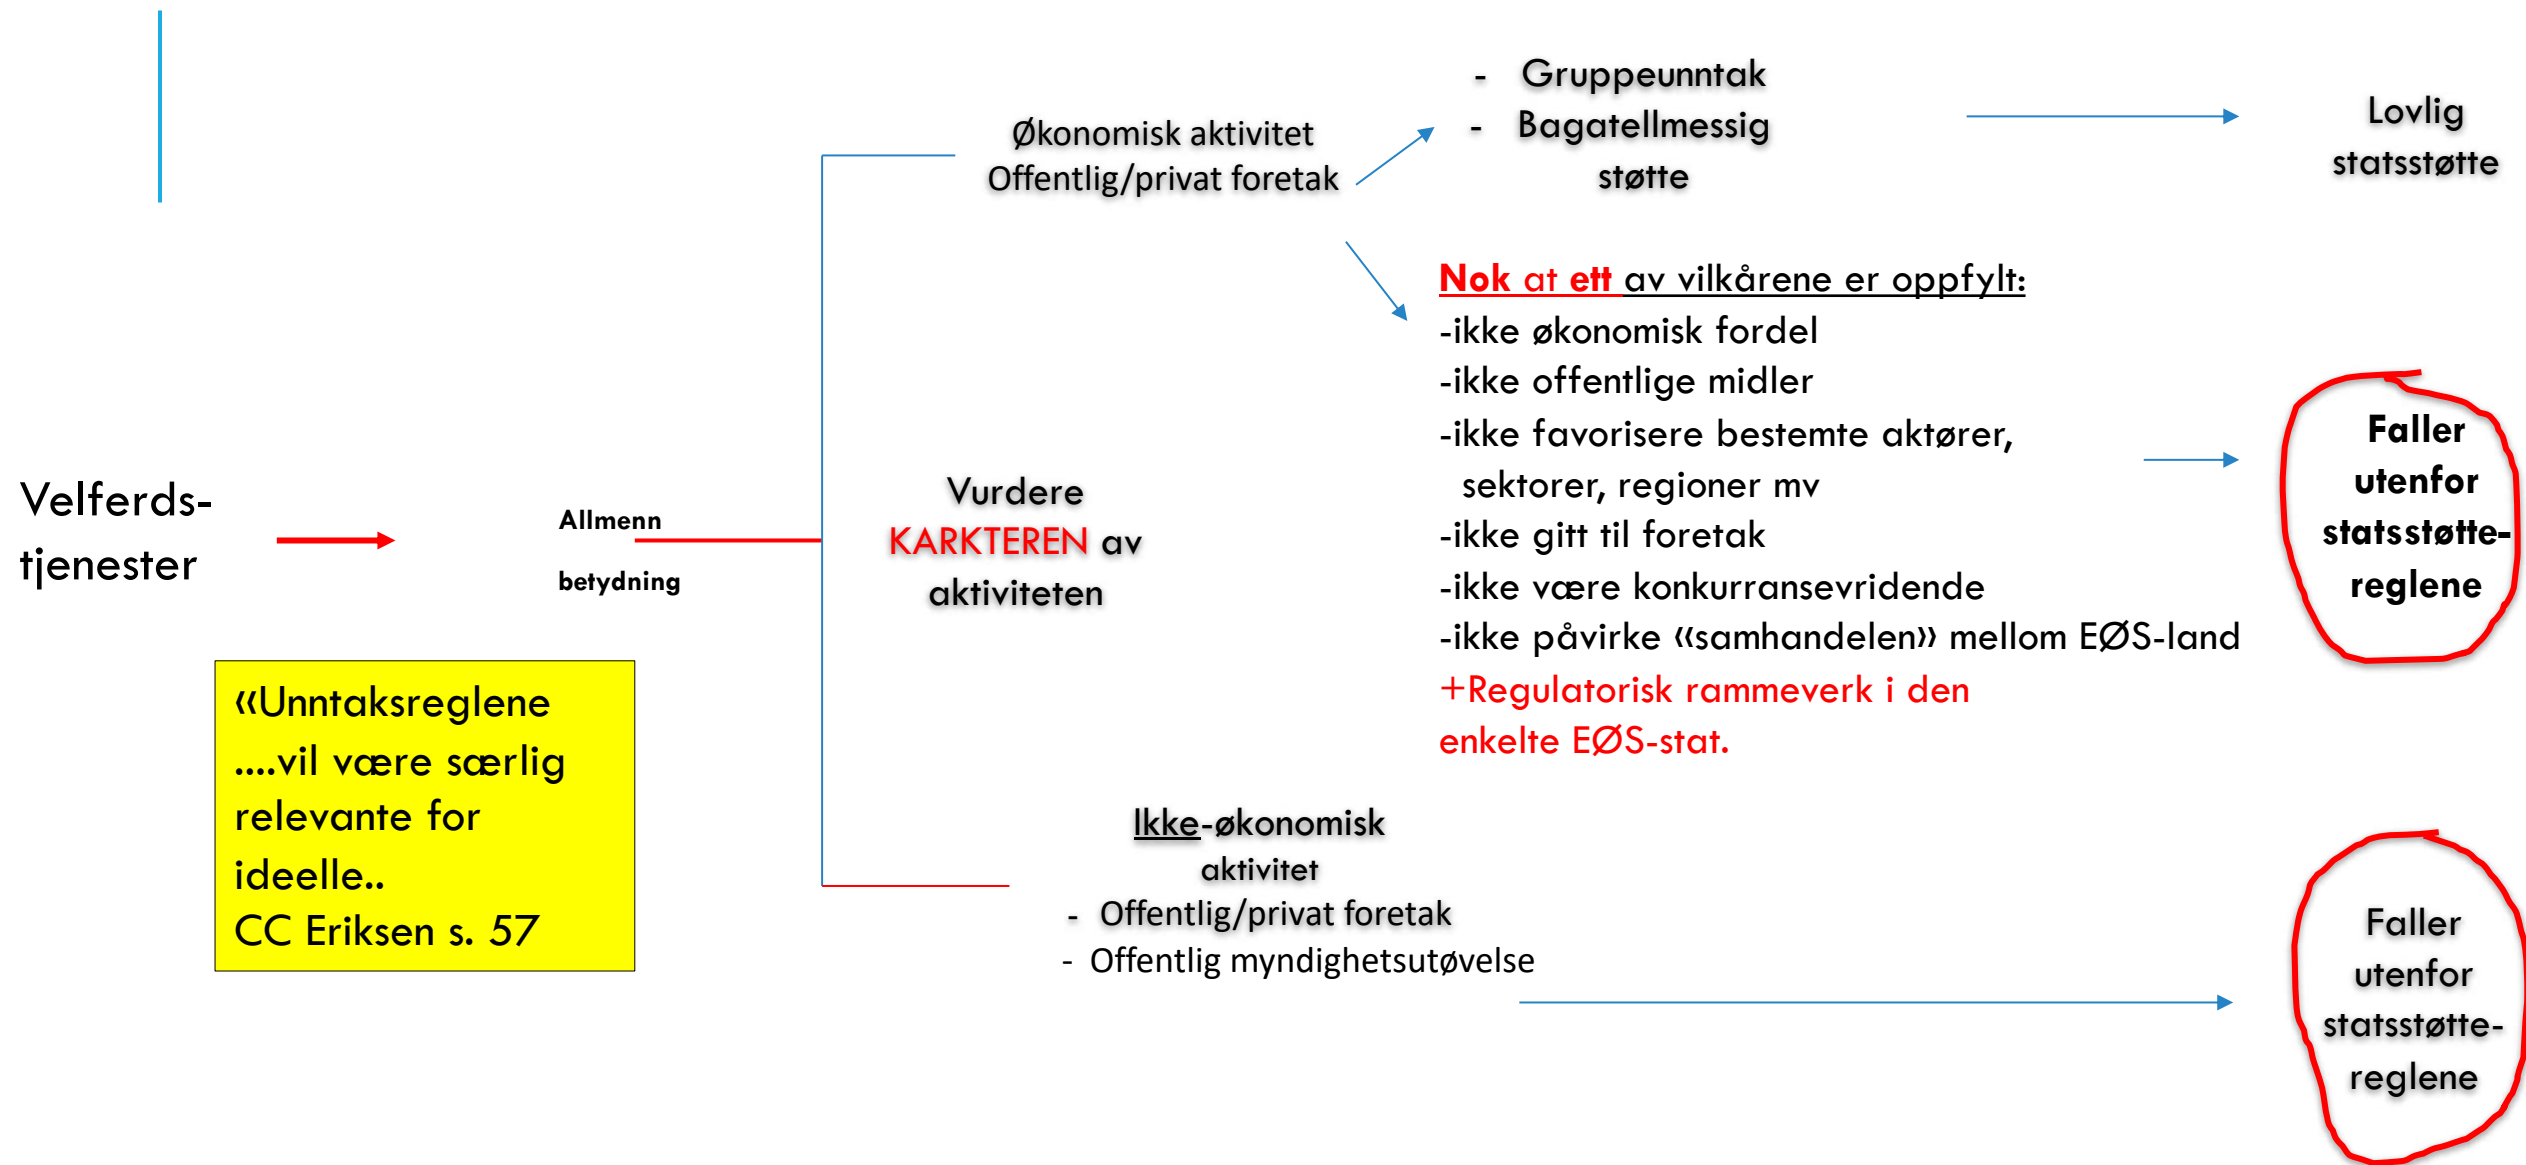 Velferds-
tjenester
Allmenn
betydning
«Unntaksreglene
....vil være særlig
relevante for
ideelle..
CC Eriksen s. 57
Vurdere
KARKTEREN av
aktiviteten
Økonomisk aktivitet
Offentlig/privat foretak
- Gruppeunntak
- Bagatellmessig
støtte
Lovlig
statsstøtte
Nok at ett av vilkårene er oppfylt:
-ikke økonomisk fordel
-ikke offentlige midler
-ikke favorisere bestemte aktører,
sektorer, regioner mv
-ikke gitt til foretak
-ikke være konkurransevridende
-ikke påvirke «samhandelen» mellom EØS-land
+Regulatorisk rammeverk i den
enkelte EØS-stat.
Faller
utenfor
statsstøtte-
reglene
Ikke-økonomisk
aktivitet
- Offentlig/privat foretak
- Offentlig myndighetsutøvelse
Faller
utenfor
statsstøtte-
reglene